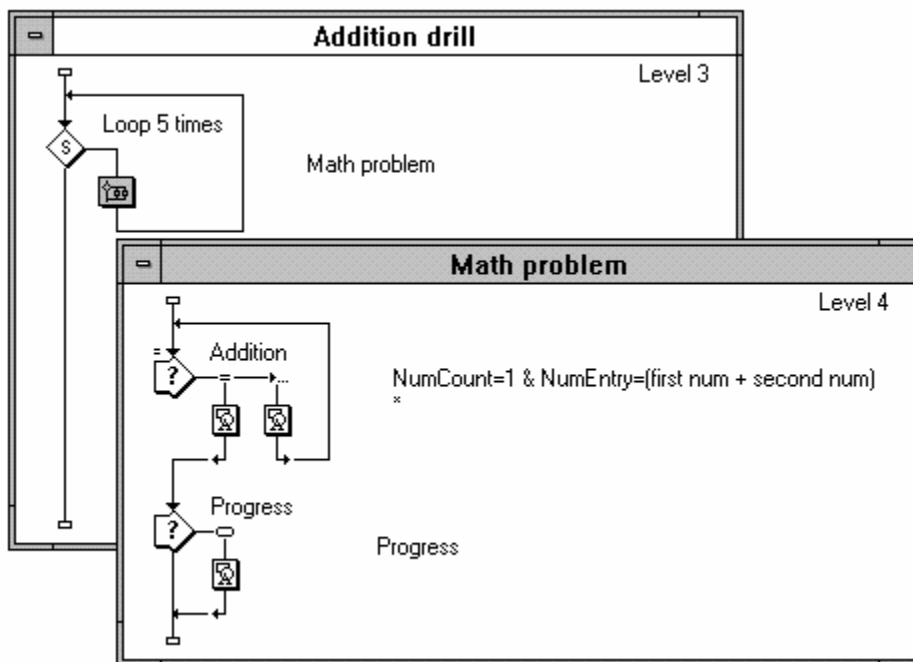 Addition drill
Level 3
Loop 5 times
S
Math problem
Math problem
Level 4
= Addition
? = ...
NumCount=1 & NumEntry=(first num + second num)
*
Progress
?
Progress